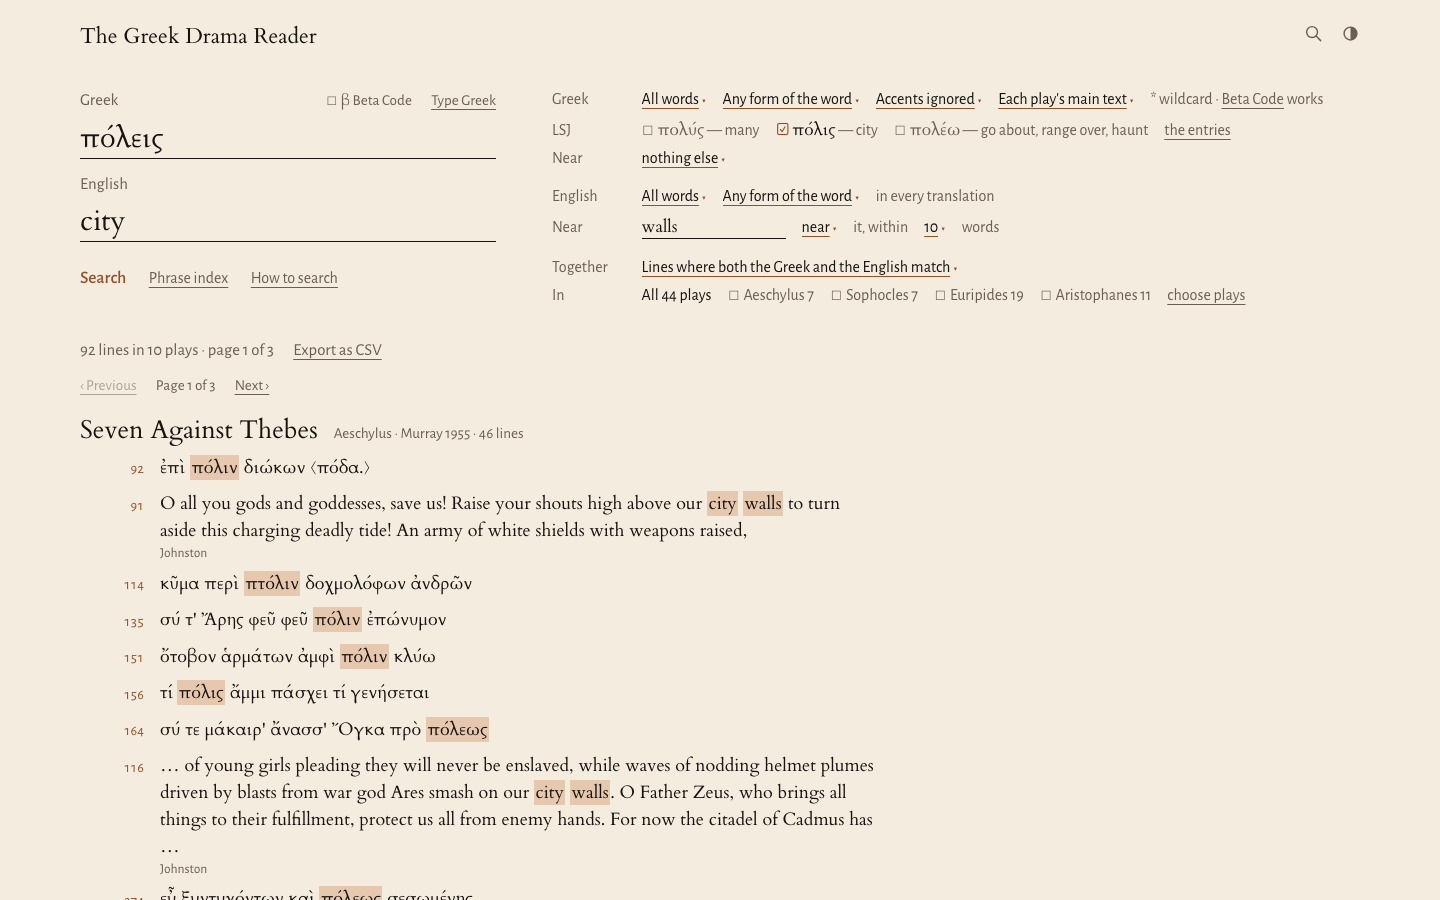 The Greek Drama Reader
Greek
☐ β Beta Code Type Greek
πόλεις
English
city
Search Phrase index How to search
Greek All words Any form of the word Accents ignored Each play's main text * wildcard · Beta Code works
LSJ ☐ πολύς — many ☑ πόλις — city ☐ πολέω — go about, range over, haunt the entries
Near nothing else
English All words Any form of the word in every translation
Near walls near it, within 10 words
Together Lines where both the Greek and the English match
In All 44 plays ☐ Aeschylus 7 ☐ Sophocles 7 ☐ Euripides 19 ☐ Aristophanes 11 choose plays
92 lines in 10 plays · page 1 of 3 Export as CSV
‹ Previous Page 1 of 3 Next ›
Seven Against Thebes Aeschylus · Murray 1955 · 46 lines
92 ἐπὶ πόλιν διώκων 〈πόδα.〉
91 O all you gods and goddesses, save us! Raise your shouts high above our city walls to turn
aside this charging deadly tide! An army of white shields with weapons raised,
Johnston
114 κῦμα περὶ πτόλιν δοχμολόφων ἀνδρῶν
135 σύ τ' Ἄρης φεῦ φεῦ πόλιν ἐπώνυμον
151 ὄτοβον ἁρμάτων ἀμφὶ πόλιν κλύω
156 τί πόλις ἄμμι πάσχει τί γενήσεται
164 σύ τε μάκαιρ' ἄνασσ' Ὄγκα πρὸ πόλεως
116 … of young girls pleading they will never be enslaved, while waves of nodding helmet plumes
driven by blasts from war god Ares smash on our city walls. O Father Zeus, who brings all
things to their fulfillment, protect us all from enemy hands. For now the citadel of Cadmus has
…
Johnston
274 εὖ ξυντυχόντων καὶ πόλεως σεσωμένης